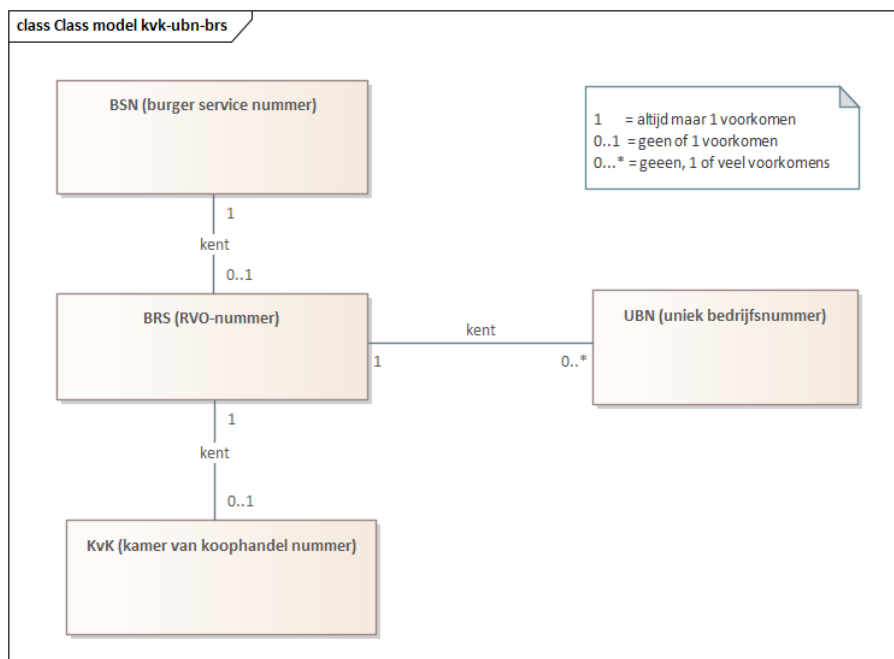 class Class model kvk-ubn-brs
BSN (burger service nummer)
1 = altijd maar 1 voorkomen
0..1 = geen of 1 voorkomen
0...* = geeen, 1 of veel voorkomens
1
kent
0..1
BRS (RVO-nummer)
kent
UBN (uniek bedrijfsnummer)
1
0..*
1
kent
0..1
KvK (kamer van koophandel nummer)